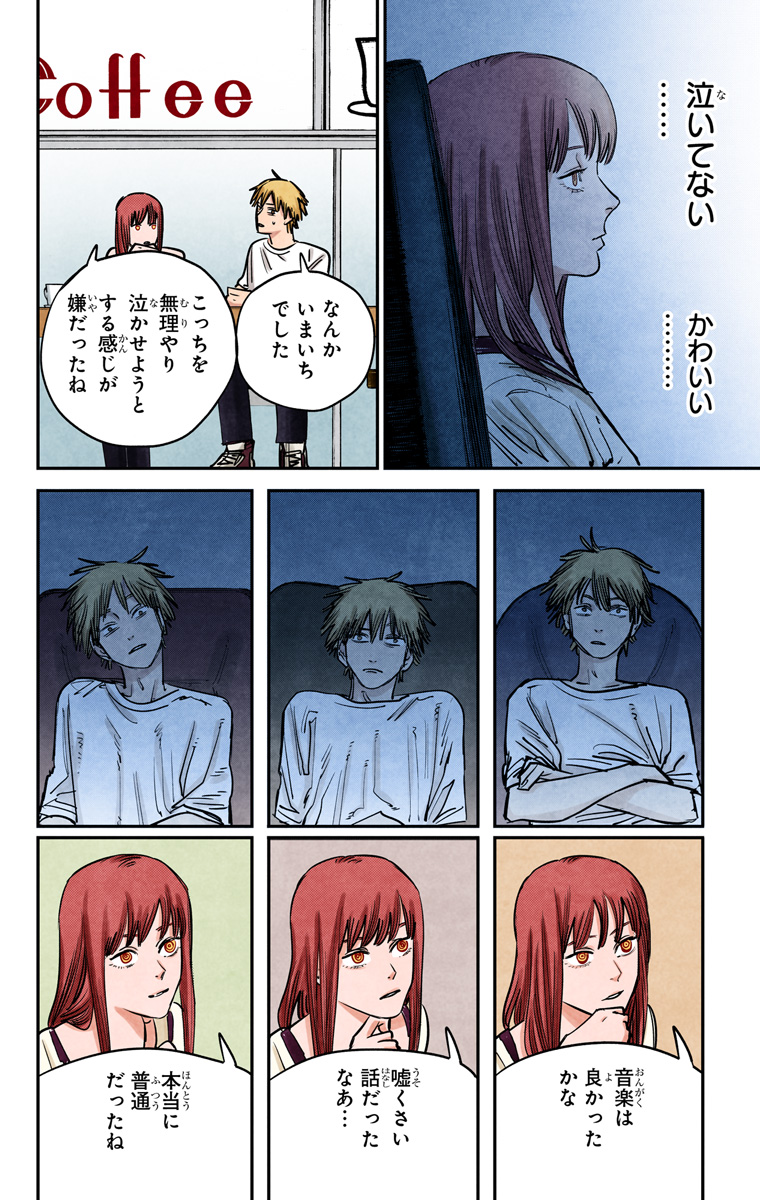 泣いてない
……
かわいい
………
Coffee
なんか
いまいち
でした
こっちを
無理やり
泣かせようと
する感じが
嫌だったね
音楽は
良かった
かな
嘘くさい
話だった
なあ…
本当に
普通
だったね